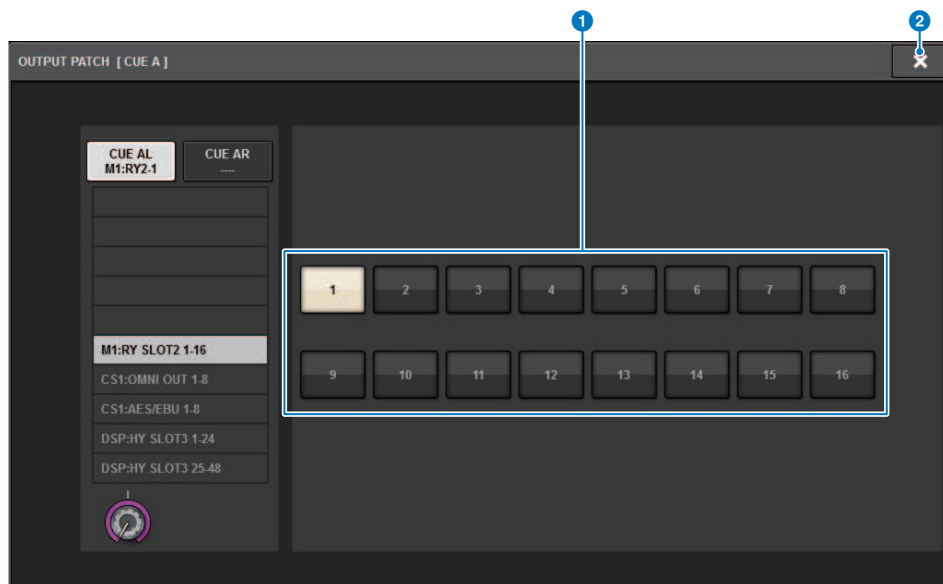 1
2
OUTPUT PATCH [ CUE A ]
CUE AL
M1:RY2-1
CUE AR
----
M1:RY SLOT2 1-16
CS1:OMNI OUT 1-8
CS1:AES/EBU 1-8
DSP:HY SLOT3 1-24
DSP:HY SLOT3 25-48
1 2 3 4 5 6 7 8
9 10 11 12 13 14 15 16